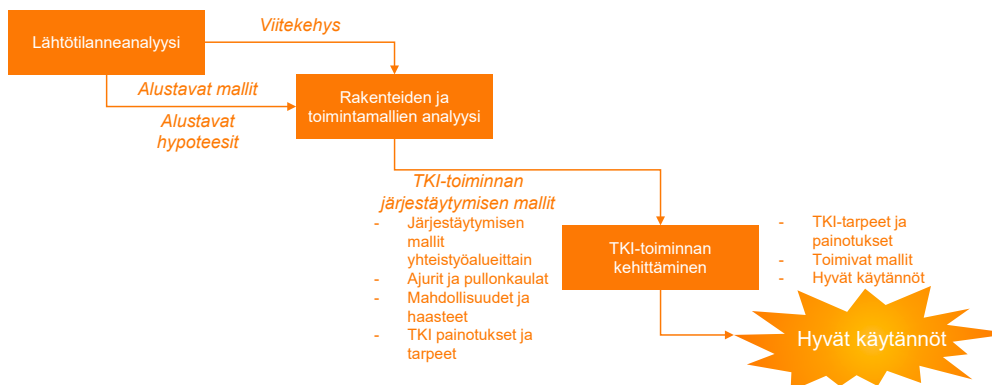 Lähtötilanneanalyysi
Viitekehys
Alustavat mallit
Alustavat
hypoteesit
Rakenteiden ja
toimintamallien analyysi
TKI-toiminnan
järjestäytymisen mallit
- Järjestäytymisen
mallit
yhteistyöalueittain
- Ajurit ja pullonkaulat
- Mahdollisuudet ja
haasteet
- TKI painotukset ja
tarpeet
TKI-toiminnan
kehittäminen
- TKI-tarpeet ja
painotukset
- Toimivat mallit
- Hyvät käytännöt
Hyvät käytännöt